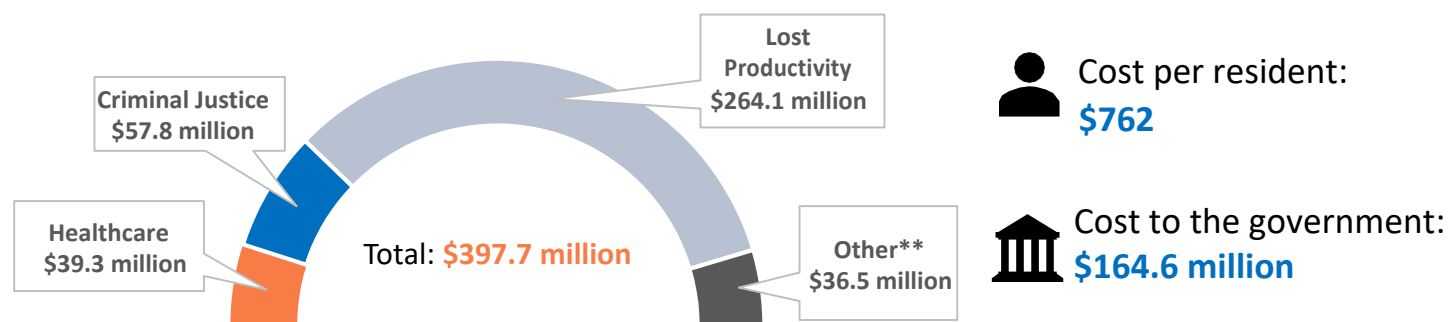 Lost
Productivity
$264.1 million
Criminal Justice
$57.8 million
Healthcare
$39.3 million
Total: $397.7 million
Other**
$36.5 million
Cost per resident:
$762
Cost to the government:
$164.6 million